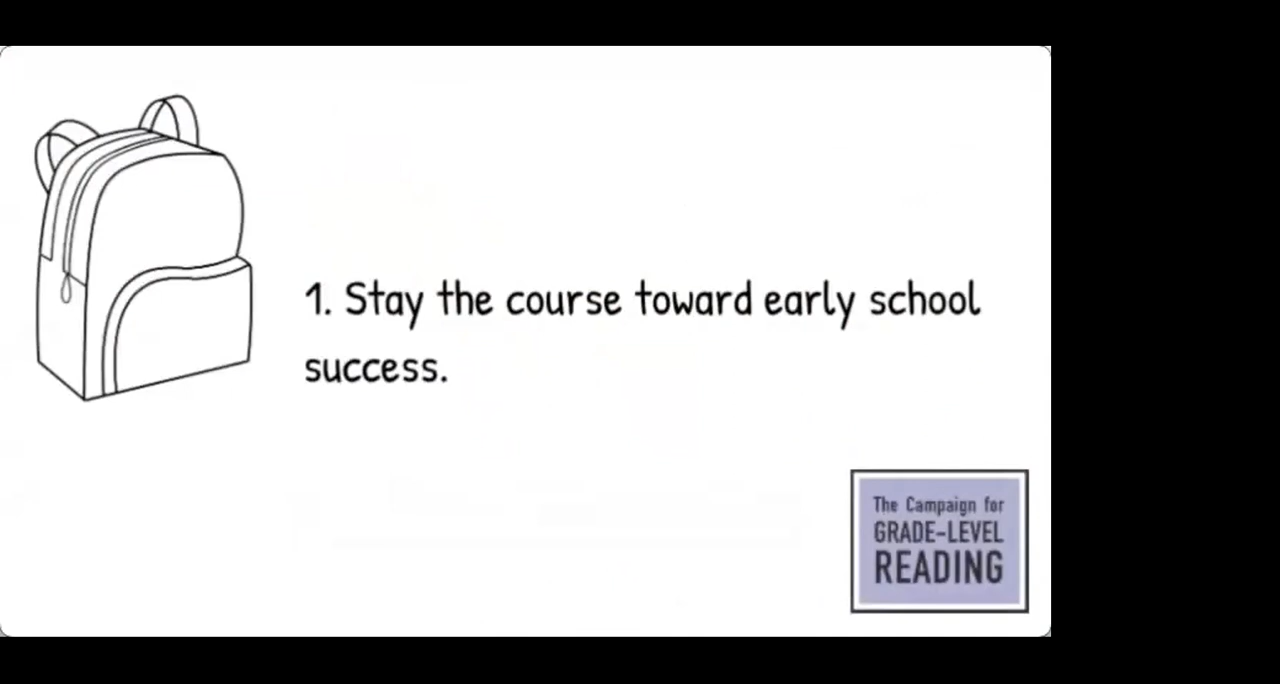 1. Stay the course toward early school
success.
The Campaign for
GRADE-LEVEL
READING